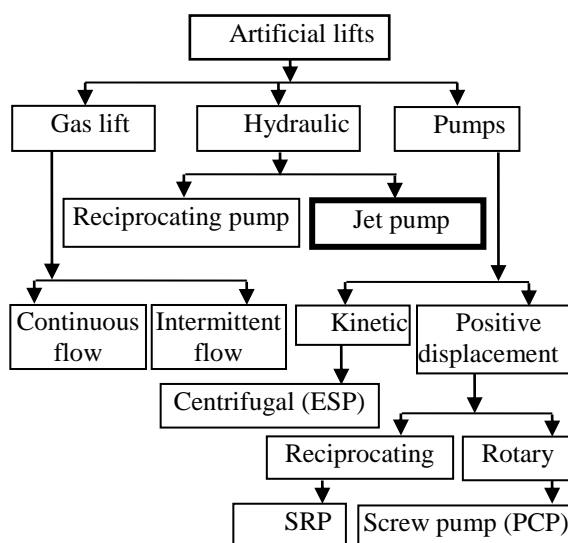 Artificial lifts
Gas lift
Hydraulic
Pumps
Reciprocating pump
Jet pump
Continuous
flow
Intermittent
flow
Kinetic
Positive
displacement
Centrifugal (ESP)
Reciprocating
Rotary
SRP
Screw pump (PCP)